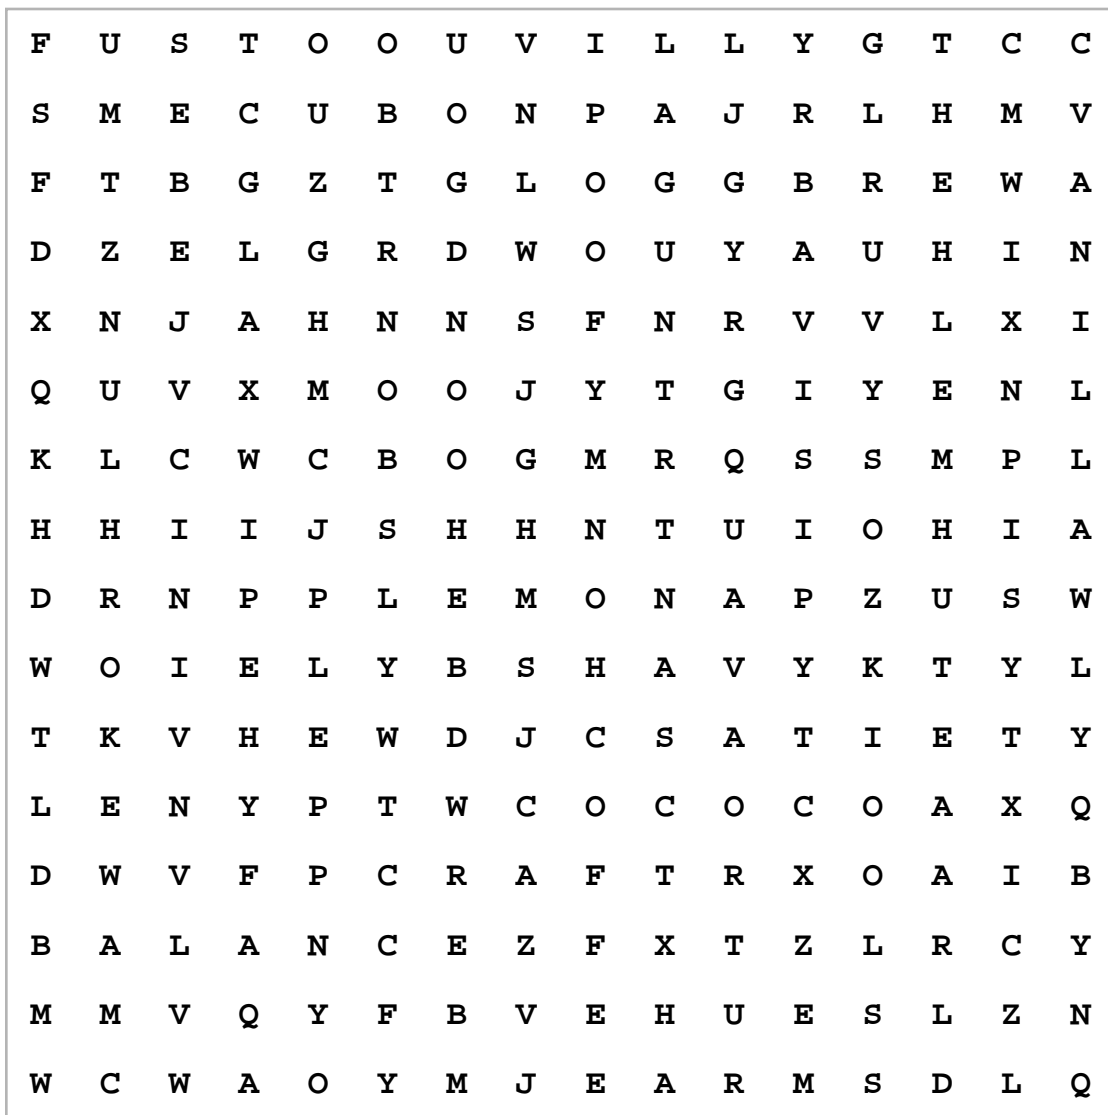 F U S T O O U V I L L Y G T C C
S M E C U B O N P A J R L H M V
F T B G Z T G L O G G B R E W A
D Z E L G R D W O U Y A U H I N
X N J A H N N S F N R V V L X I
Q U V X M O O J Y T G I Y E N L
K L C W C B O G M R Q S S M P L
H H I I J S H H N T U I O H I A
D R N P P L E M O N A P Z U S W
W O I E L Y B S H A V Y K T Y L
T K V H E W D J C S A T I E T Y
L E N Y P T W C O C O C O A X Q
D W V F P C R A F T R X O A I B
B A L A N C E Z F X T Z L R C Y
M M V Q Y F B V E H U E S L Z N
W C W A O Y M J E A R M S D L Q